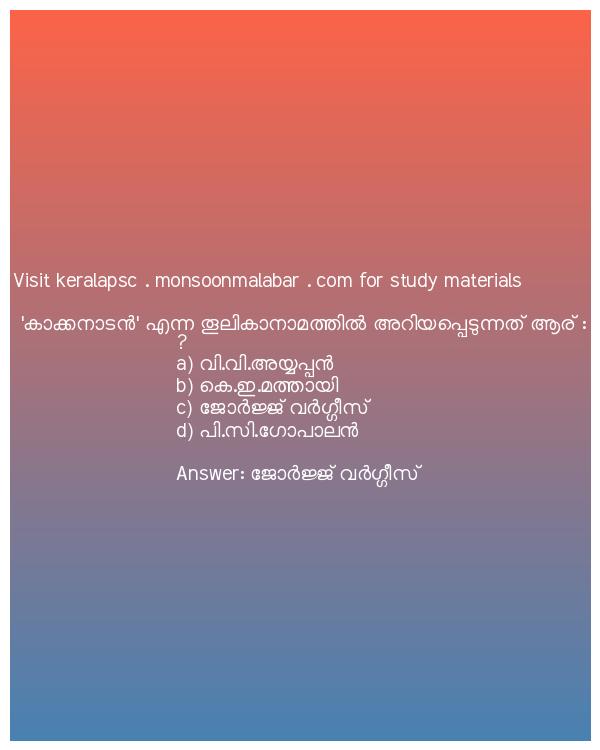 Visit keralapsc . monsoonmalabar . com for study materials
'കാക്കനാടൻ' എന്ന തൂലികാനാമത്തിൽ അറിയപ്പെടുന്നത് ആര് :
?
a) വി.വി.അയ്യപ്പൻ
b) കെ.ഇ.മത്തായി
c) ജോർജ്ജ് വർഗ്ഗീസ്
d) പി.സി.ഗോപാലൻ
Answer: ജോർജ്ജ് വർഗ്ഗീസ്